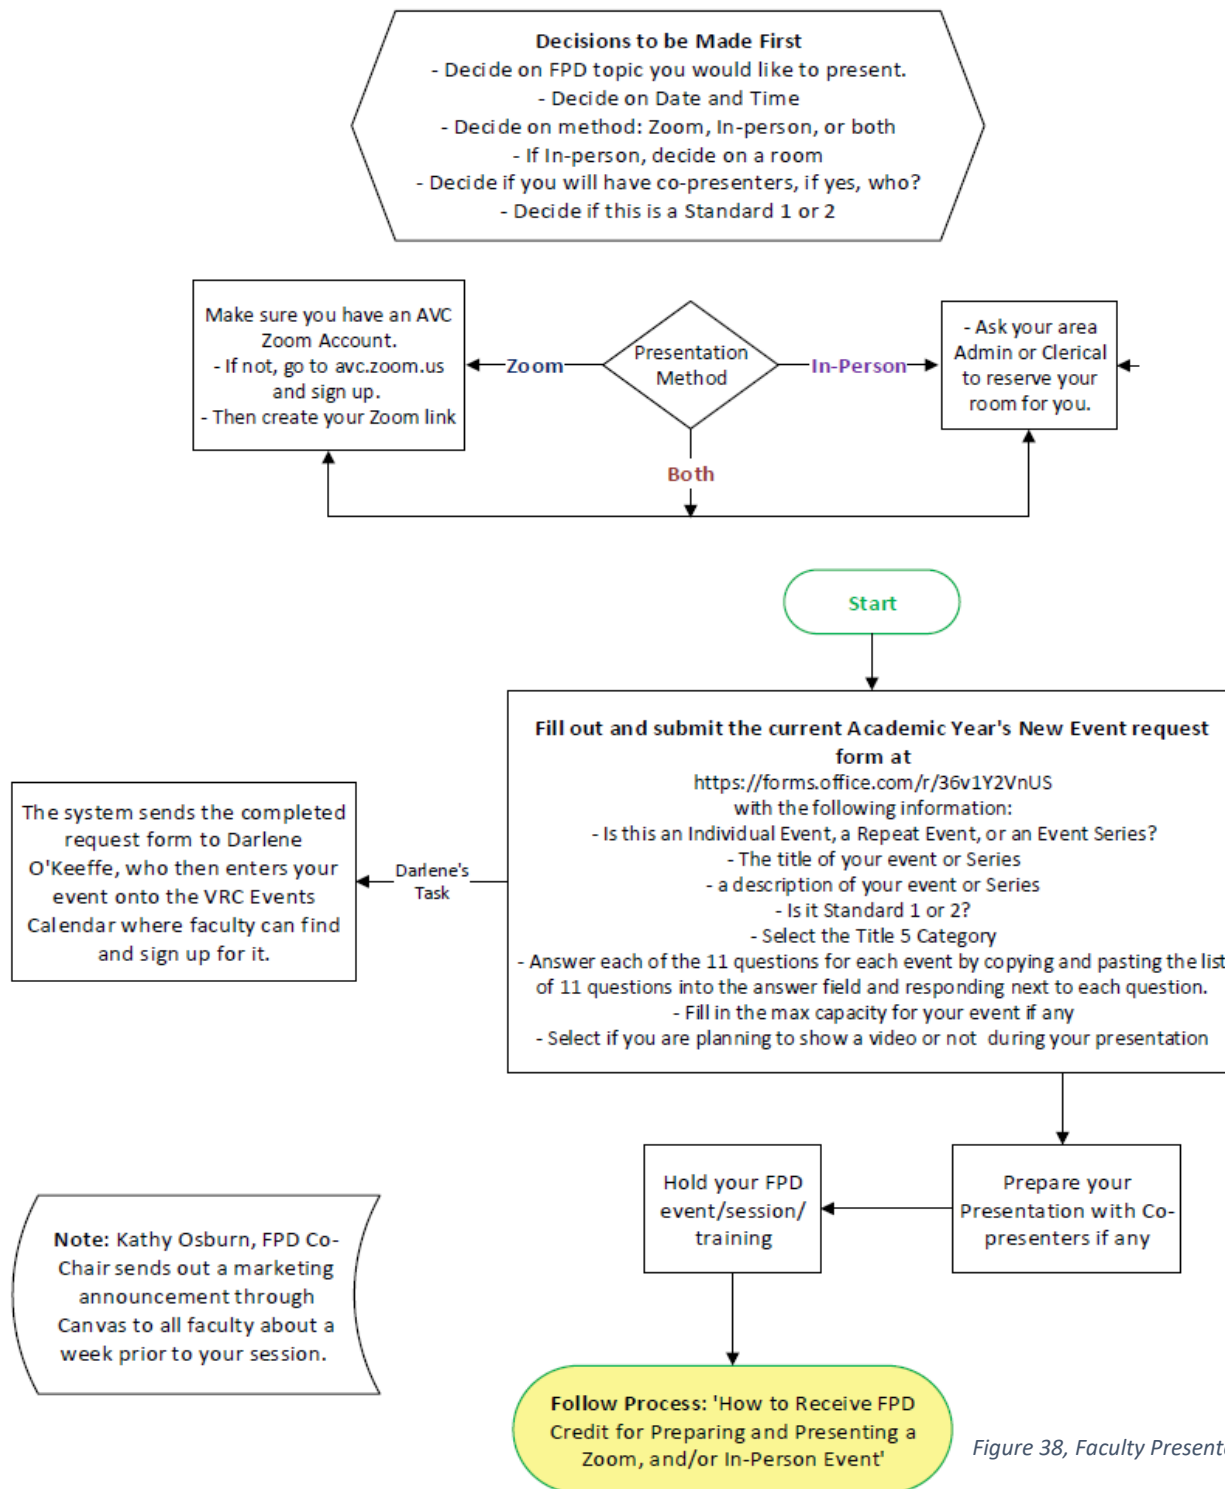 Decisions to be Made First
- Decide on FPD topic you would like to present.
- Decide on Date and Time
- Decide on method: Zoom, In-person, or both
- If In-person, decide on a room
- Decide if you will have co-presenters, if yes, who?
- Decide if this is a Standard 1 or 2
Make sure you have an AVC
Zoom Account.
- If not, go to avc.zoom.us
and sign up.
- Then create your Zoom link
Zoom
Presentation
Method
In-Person
- Ask your area
Admin or Clerical
to reserve your
room for you.
Both
Start
Fill out and submit the current Academic Year's New Event request
form at
https://forms.office.com/r/36v1Y2VnUS
with the following information:
- Is this an Individual Event, a Repeat Event, or an Event Series?
- The title of your event or Series
- a description of your event or Series
- Is it Standard 1 or 2?
- Select the Title 5 Category
- Answer each of the 11 questions for each event by copying and pasting the list
of 11 questions into the answer field and responding next to each question.
- Fill in the max capacity for your event if any
- Select if you are planning to show a video or not during your presentation
Darlene's
Task
The system sends the completed
request form to Darlene
O'Keeffe, who then enters your
event onto the VRC Events
Calendar where faculty can find
and sign up for it.
Hold your FPD
event/session/
training
Prepare your
Presentation with Co-
presenters if any
Note: Kathy Osburn, FPD Co-
Chair sends out a marketing
announcement through
Canvas to all faculty about a
week prior to your session.
Follow Process: 'How to Receive FPD
Credit for Preparing and Presenting a
Zoom, and/or In-Person Event'
Figure 38, Faculty Presente